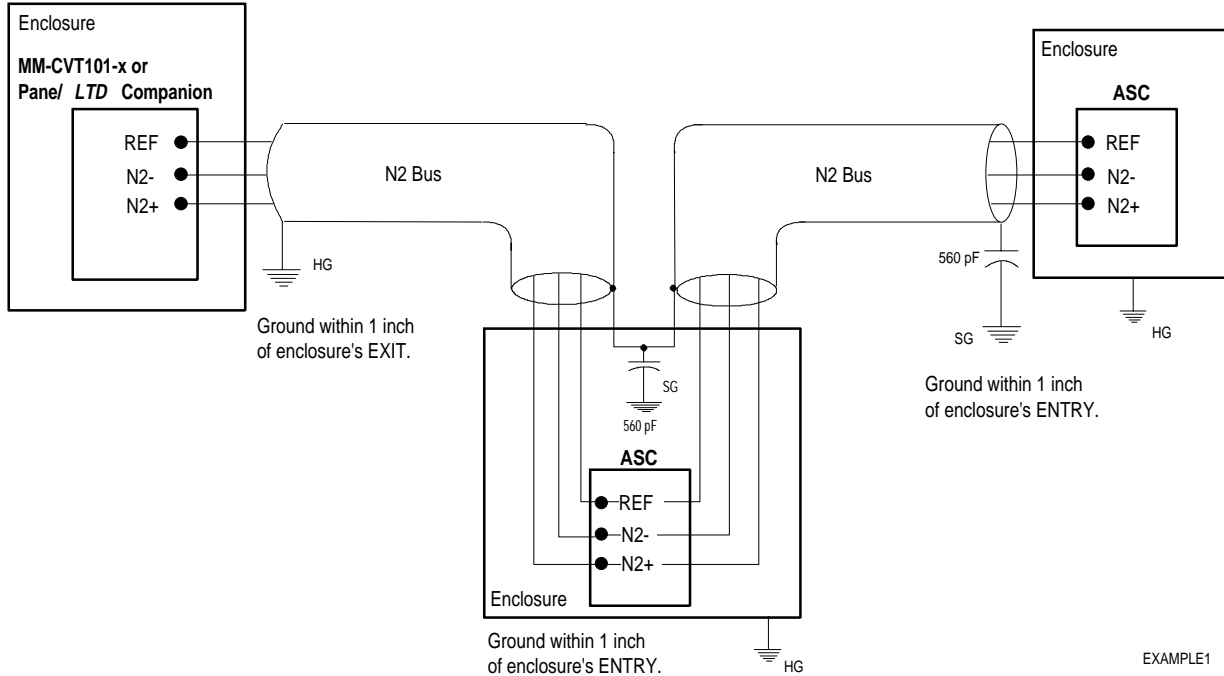 Enclosure
MM-CVT101-x or
Pane/ LTD Companion
REF
N2-
N2+
N2 Bus
HG
Ground within 1 inch
of enclosure's EXIT.
N2 Bus
Enclosure
ASC
REF
N2-
N2+
560 pF
SG
HG
Ground within 1 inch
of enclosure's ENTRY.
SG
560 pF
ASC
REF
N2-
N2+
Enclosure
Ground within 1 inch
of enclosure's ENTRY.
HG
EXAMPLE1